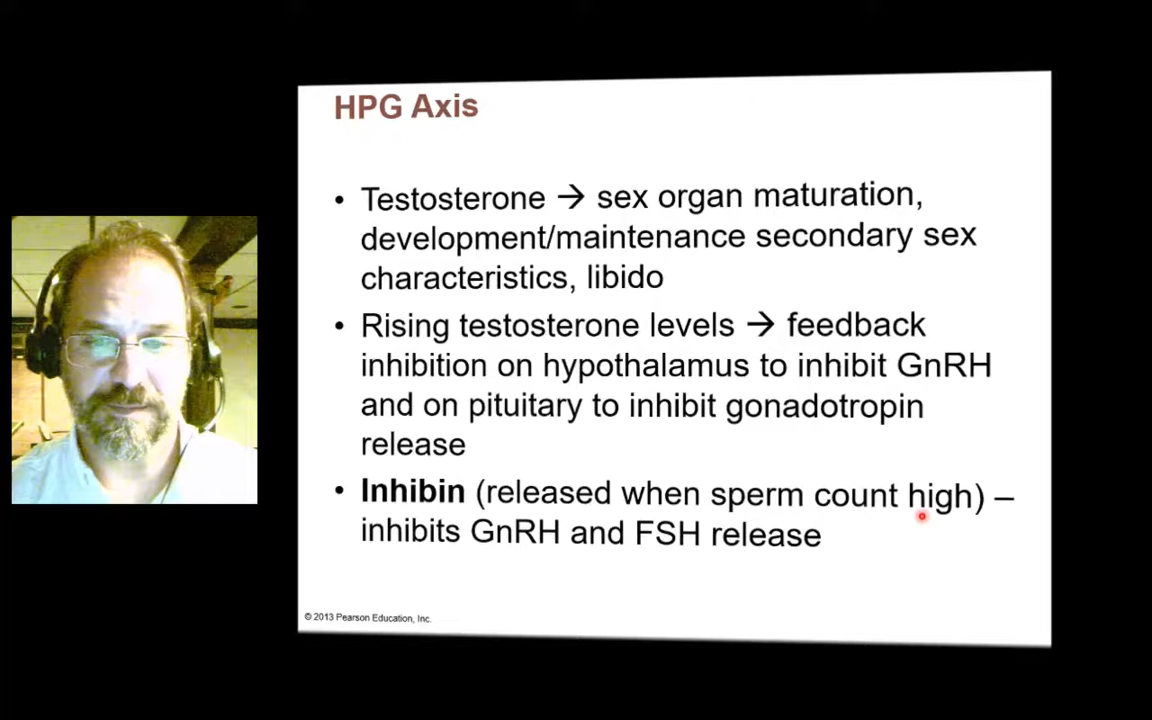 HPG Axis
• Testosterone → sex organ maturation,
development/maintenance secondary sex
characteristics, libido
• Rising testosterone levels → feedback
inhibition on hypothalamus to inhibit GnRH
and on pituitary to inhibit gonadotropin
release
• Inhibin (released when sperm count high) –
inhibits GnRH and FSH release
© 2013 Pearson Education, Inc.